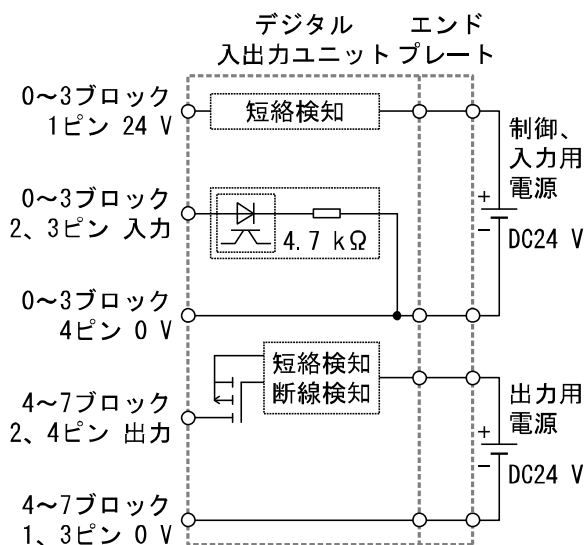 デジタル
入出力ユニット
エンド
プレート
0～3ブロック
1ピン 24 V
短絡検知
制御、
入力用
電源
+
−
DC24 V
0～3ブロック
2、3ピン 入力
4.7 kΩ
0～3ブロック
4ピン 0 V
短絡検知
断線検知
4～7ブロック
2、4ピン 出力
出力用
電源
+
−
DC24 V
4～7ブロック
1、3ピン 0 V